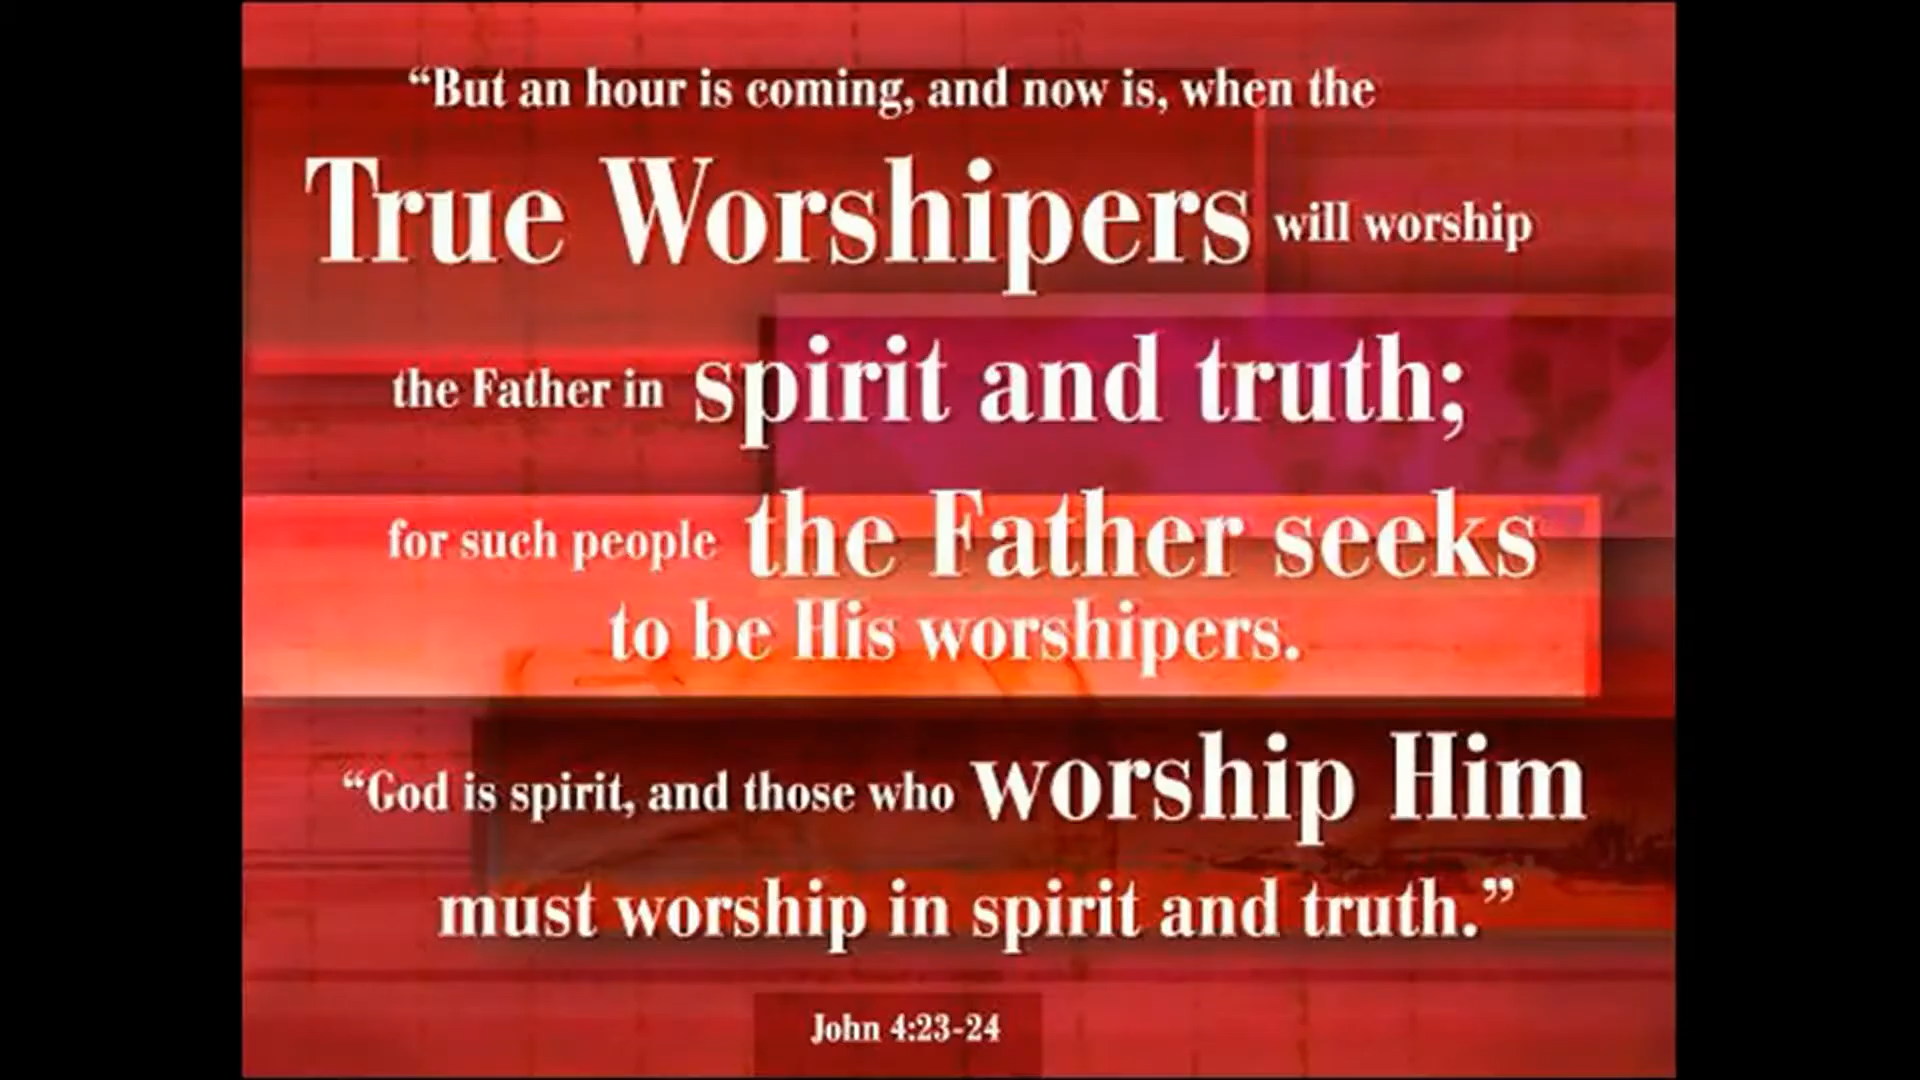 “But an hour is coming, and now is, when the
True Worshipers will worship
the Father in spirit and truth;
for such people the Father seeks
to be His worshipers.
“God is spirit, and those who worship Him
must worship in spirit and truth.”
John 4:23-24